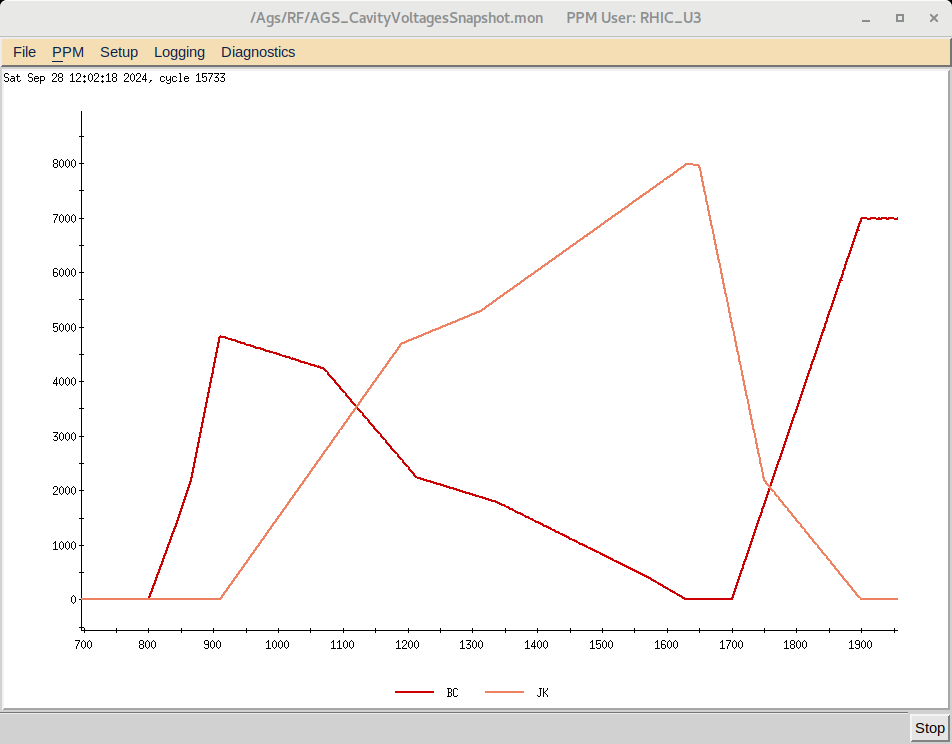 /Ags/RF/AGS_CavityVoltagesSnapshot.mon PPM User: RHIC_U3
File PPM Setup Logging Diagnostics
Sat Sep 28 12:02:18 2024, cycle 15733
8000
7000
6000
5000
4000
3000
2000
1000
0
700 800 900 1000 1100 1200 1300 1400 1500 1600 1700 1800 1900
BC JK
Stop